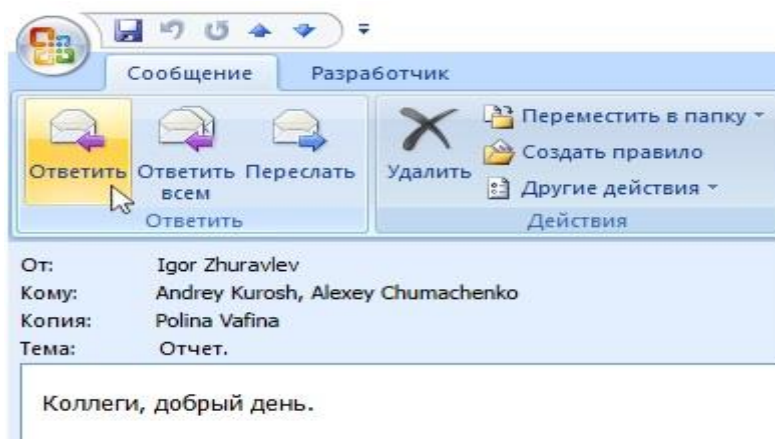 Сообщение Разработчик
Ответить Ответить всем Переслать
Ответить
Удалить
Переместить в папку
Создать правило
Другие действия
Действия
От: Igor Zhuravlev
Кому: Andrey Kurosh, Alexey Chumachenko
Копия: Polina Vafina
Тема: Отчет.
Коллеги, добрый день.